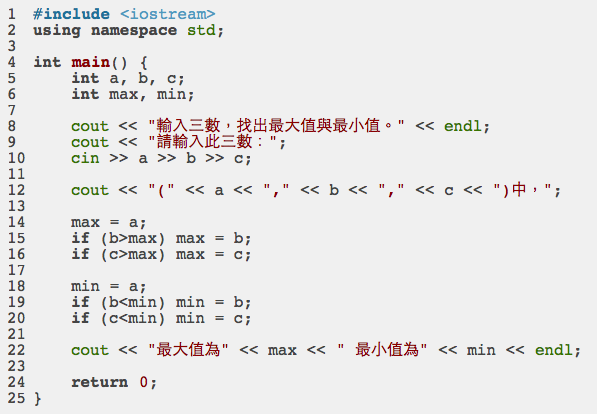 1 #include <iostream>
2 using namespace std;
3
4 int main() {
5     int a, b, c;
6     int max, min;
7
8     cout << "輸入三數，找出最大值與最小值。" << endl;
9     cout << "請輸入此三數：";
10     cin >> a >> b >> c;
11
12     cout << "(" << a << "," << b << "," << c << ")中，";
13
14     max = a;
15     if (b>max) max = b;
16     if (c>max) max = c;
17
18     min = a;
19     if (b<min) min = b;
20     if (c<min) min = c;
21
22     cout << "最大值為" << max << " 最小值為" << min << endl;
23
24     return 0;
25 }